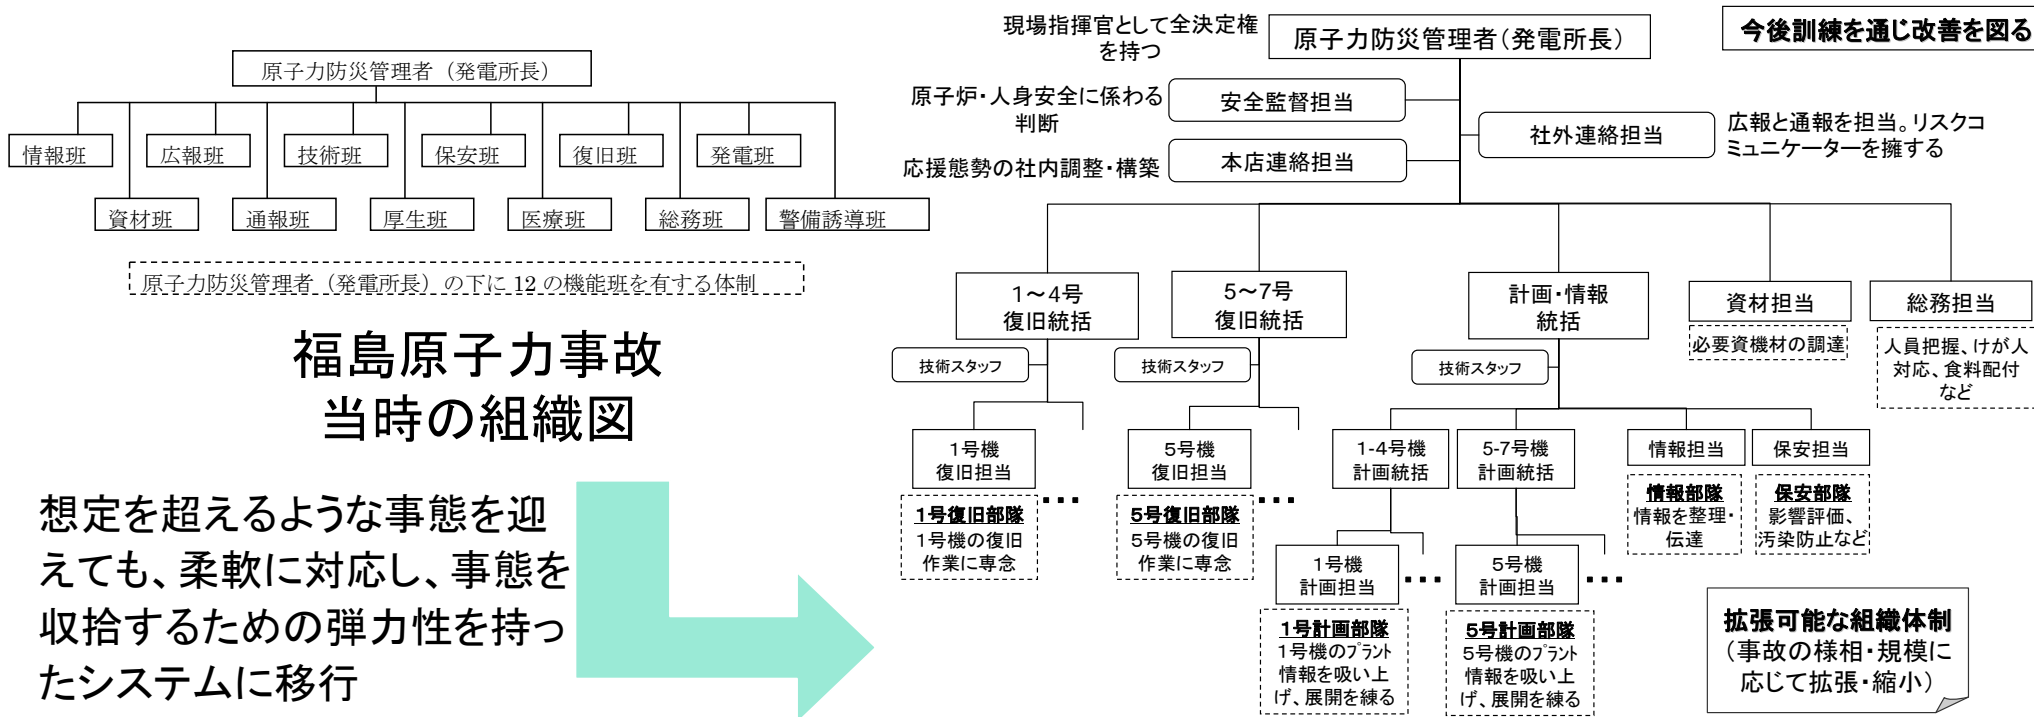 原子力防災管理者（発電所長）
情報班
広報班
技術班
保安班
復旧班
発電班
資材班
通報班
厚生班
医療班
総務班
警備誘導班
原子力防災管理者（発電所長）の下に 12 の機能班を有する体制
福島原子力事故
当時の組織図
想定を超えるような事態を迎
えても、柔軟に対応し、事態を
収拾するための弾力性を持っ
たシステムに移行
現場指揮官として全決定権
を持つ
原子力防災管理者（発電所長）
今後訓練を通じ改善を図る
原子炉・人身安全に係わる
判断
安全監督担当
社外連絡担当
広報と通報を担当。リスクコ
ミュニケーターを擁する
応援態勢の社内調整・構築
本店連絡担当
1～4号
復旧統括
5～7号
復旧統括
計画・情報
統括
資材担当
必要資機材の調達
総務担当
人員把握、けが人
対応、食料配付
など
技術スタッフ
技術スタッフ
技術スタッフ
1号機
復旧担当
1号復旧部隊
1号機の復旧
作業に専念
…
5号機
復旧担当
5号復旧部隊
5号機の復旧
作業に専念
…
1-4号機
計画統括
5-7号機
計画統括
情報担当
情報部隊
情報を整理・
伝達
保安担当
保安部隊
影響評価、
汚染防止など
1号機
計画担当
…
1号計画部隊
1号機のプラント
情報を吸い上
げ、展開を練る
5号機
計画担当
…
5号計画部隊
5号機のプラント
情報を吸い上
げ、展開を練る
拡張可能な組織体制
（事故の様相・規模に
応じて拡張・縮小）